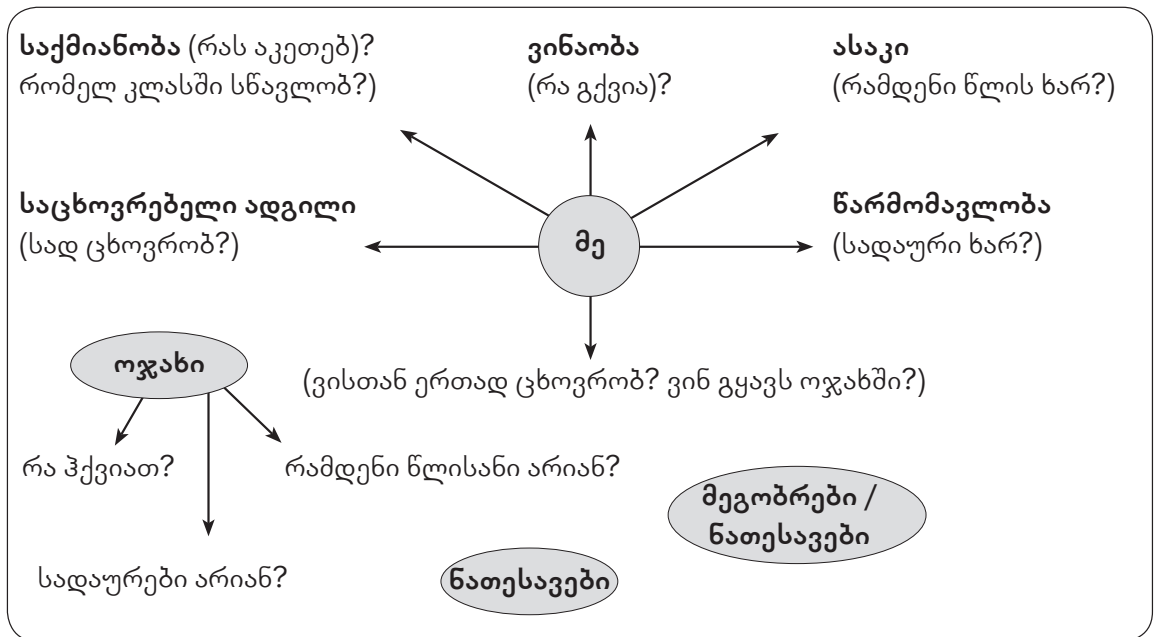 საქმიანობა (რას აკეთებ)?
რომელ კლასში სწავლობ?)
ვინაობა
(რა გქვია)?
ასაკი
(რამდენი წლის ხარ?)
საცხოვრებელი ადგილი
(სად ცხოვრობ?)
მე
წარმომავლობა
(სადაური ხარ?)
ოჯახი
(ვისთან ერთად ცხოვრობ? ვინ გყავს ოჯახში?)
რა ჰქვიათ?
რამდენი წლისანი არიან?
მეგობრები /
ნათესავები
სადაურები არიან?
ნათესავები